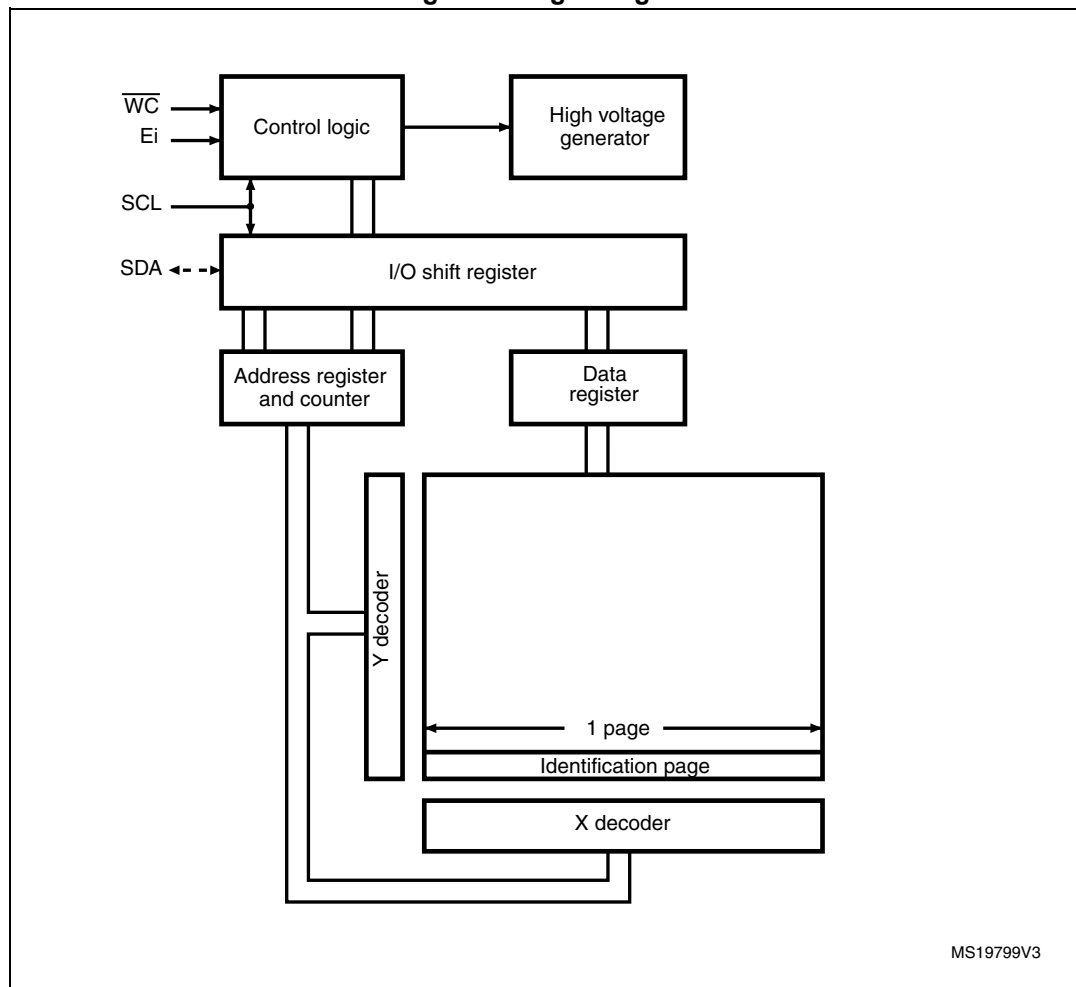 W̅C̅
Ei
SCL
SDA
Control logic
High voltage
generator
I/O shift register
Address register
and counter
Data
register
Y decoder
1 page
Identification page
X decoder
MS19799V3